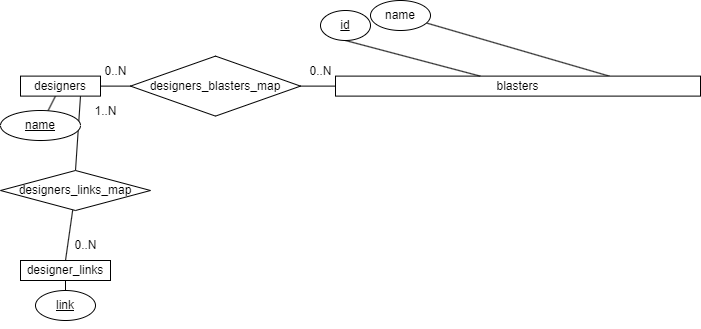 id
name
0..N
0..N
designers
designers_blasters_map
blasters
1..N
name
designers_links_map
0..N
designer_links
link